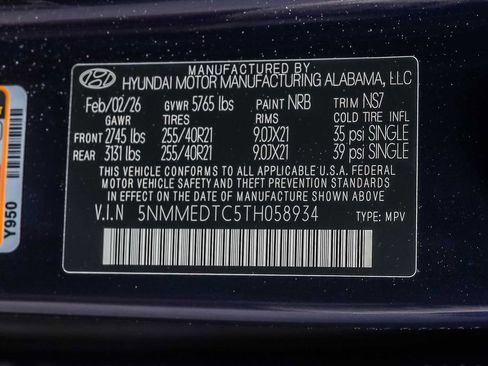 MANUFACTURED BY
HYUNDAI MOTOR MANUFACTURING ALABAMA, LLC
Feb/02/26 GVWR 5765 lbs PAINT NRB TRIM NS7
GAWR TIRES RIMS COLD TIRE INFL
FRONT 2745 lbs 255/40R21 9.0JX21 35 psi SINGLE
REAR 3131 lbs 255/40R21 9.0JX21 39 psi SINGLE
THIS VEHICLE CONFORMS TO ALL APPLICABLE U.S.A. FEDERAL
MOTOR VEHICLE SAFETY AND THEFT PREVENTION STANDARDS
IN EFFECT ON THE DATE OF MANUFACTURE SHOWN ABOVE.
V.I.N 5NMMEDTC5TH058934 TYPE: MPV
Y950